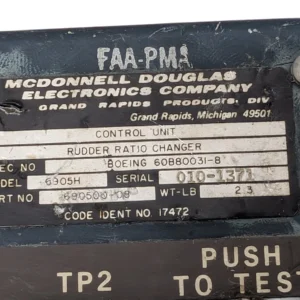 FAA-PMA
MCDONNELL DOUGLAS
ELECTRONICS COMPANY
GRAND RAPIDS PRODUCTS, DIV
Grand Rapids, Michigan 49501
CONTROL UNIT
RUDDER RATIO CHANGER
EC NO BOEING 60B80031-8
DEL 6905H SERIAL 010-1371
RT NO WT-LB 2.3
CODE IDENT NO 17472
PUSH
TP2 TO TEST